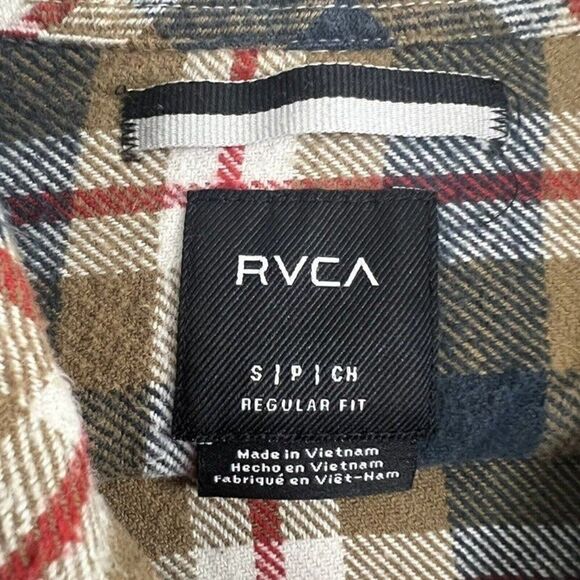 RVCA
S | P | CH
REGULAR FIT
Made in Vietnam
Hecho en Vietnam
Fabriqué en Viêt-Nam